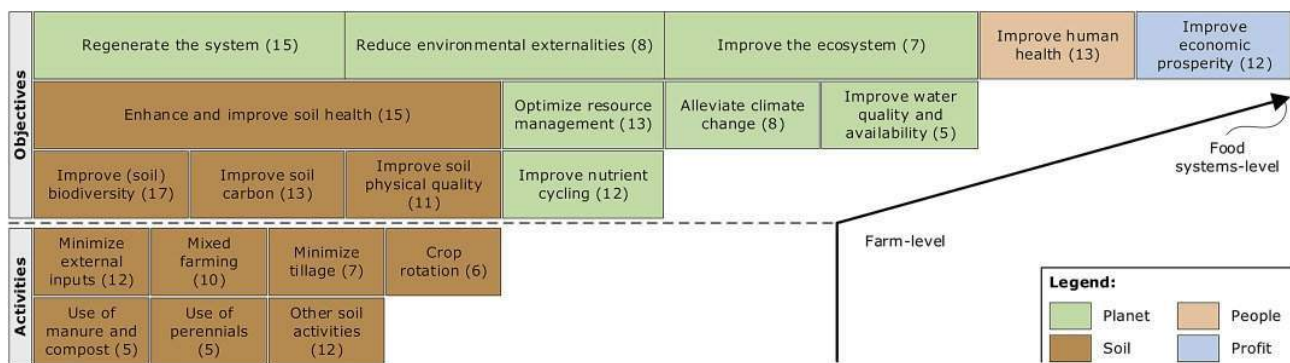 Objectives
Regenerate the system (15)
Reduce environmental externalities (8)
Improve the ecosystem (7)
Improve human
health (13)
Improve
economic
prosperity (12)
Enhance and improve soil health (15)
Optimize resource
management (13)
Alleviate climate
change (8)
Improve water
quality and
availability (5)
Improve (soil)
biodiversity (17)
Improve soil
carbon (13)
Improve soil
physical quality
(11)
Improve nutrient
cycling (12)
Food
systems-level
Farm-level
Activities
Minimize
external
inputs (12)
Mixed
farming
(10)
Minimize
tillage (7)
Crop
rotation (6)
Use of
manure and
compost (5)
Use of
perennials
(5)
Other soil
activities
(12)
Legend:
Planet
People
Soil
Profit